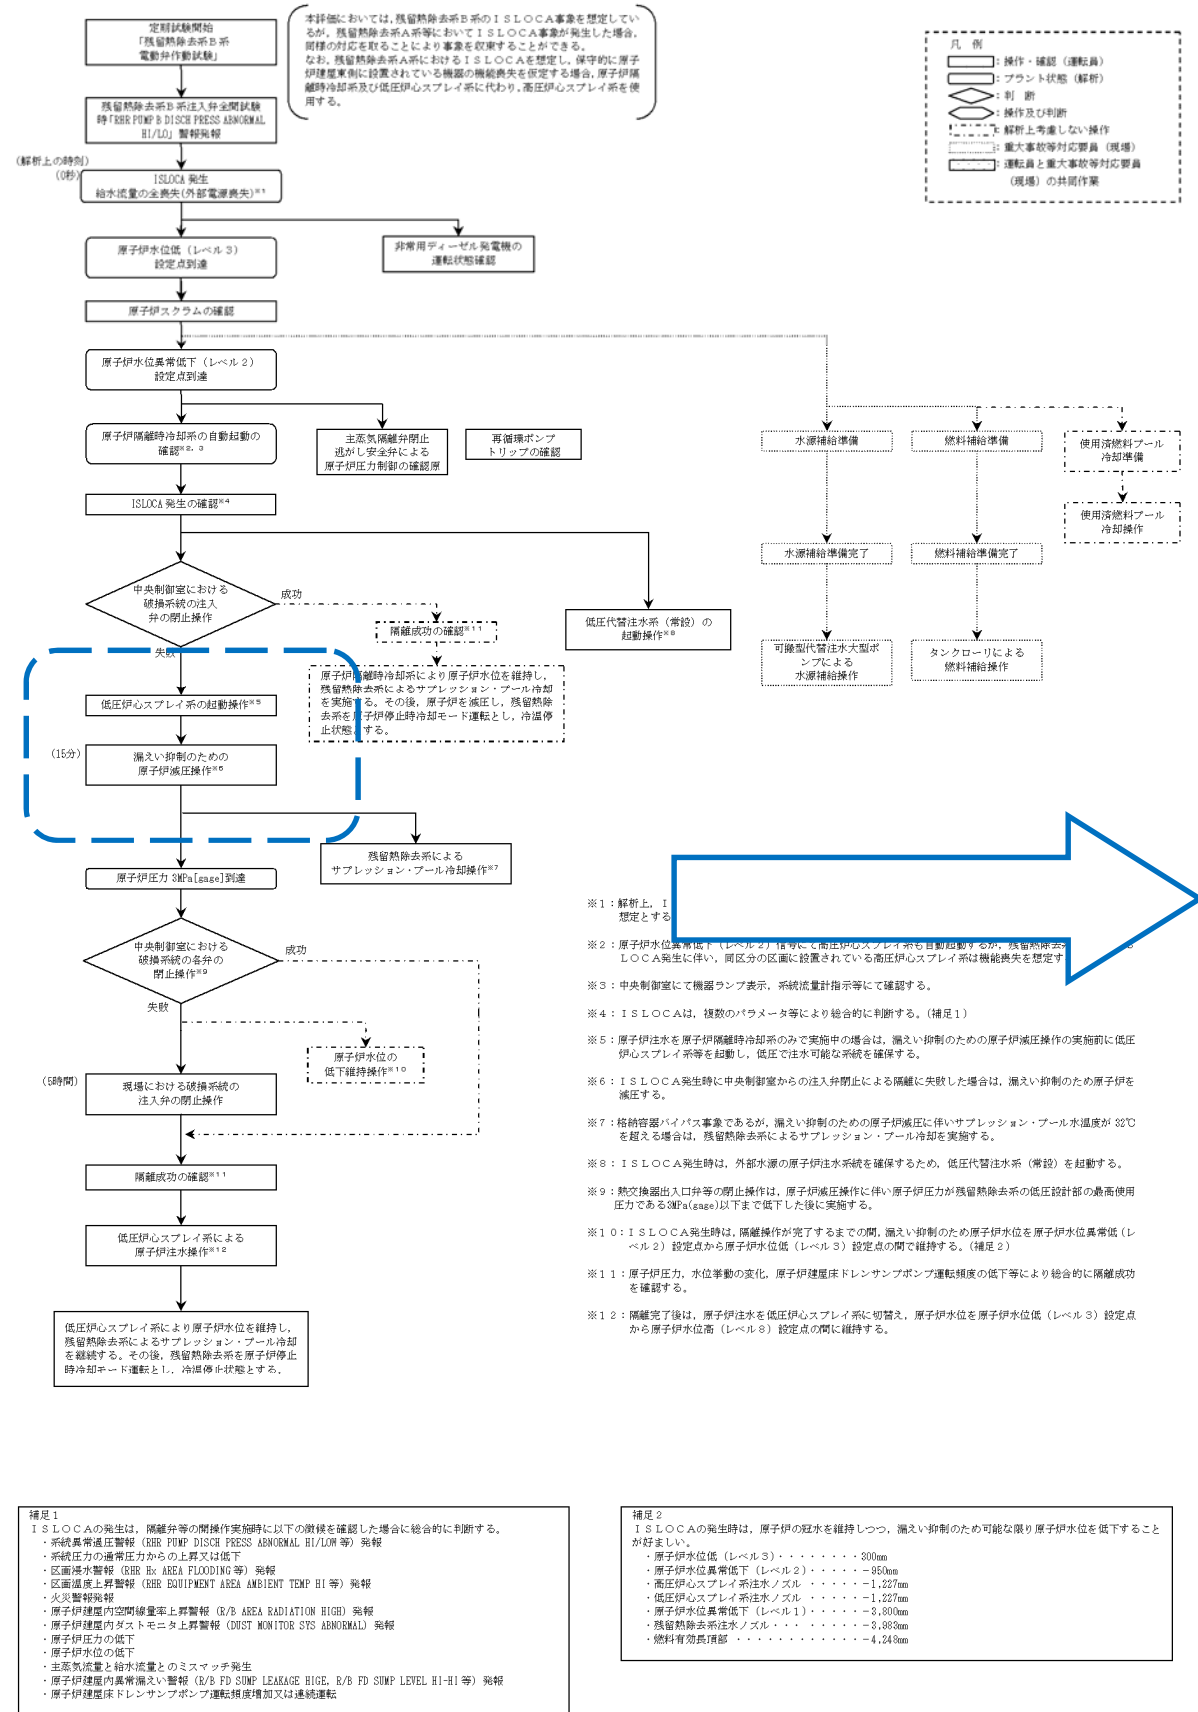 定期試験開始
「残留熱除去系B系
電動弁作動試験」
本評価においては，残留熱除去系B系のISLOCA事象を想定してい
るが，残留熱除去系A系等においてISLOCA事象が発生した場合，
同様の対応を取ることにより事象を収束することができる。
なお，残留熱除去系A系におけるISLOCAを想定し，保守的に原子
炉建屋東側に設置されている機器の機能喪失を仮定する場合，原子炉隔
離時冷却系及び低圧炉心スプレイ系に代わり，高圧炉心スプレイ系を使
用する。
凡　例
：操作・確認（運転員）
：プラント状態（解析）
：判　断
：操作及び判断
：解析上考慮しない操作
：重大事故等対応要員（現場）
：運転員と重大事故等対応要員
（現場）の共同作業
残留熱除去系B系注入弁全開試験
時「RHR PUMP B DISCH PRESS ABNORMAL
HI/LO」警報発報
(解析上の時刻)
(0秒)
ISLOCA 発生
給水流量の全喪失(外部電源喪失)※1
原子炉水位低（レベル3）
設定点到達
非常用ディーゼル発電機の
運転状態確認
原子炉スクラムの確認
原子炉水位異常低下（レベル2）
設定点到達
原子炉隔離時冷却系の自動起動の
確認※2，3
主蒸気隔離弁閉止
逃がし安全弁による
原子炉圧力制御の確認原
再循環ポンプ
トリップの確認
水源補給準備
燃料補給準備
使用済燃料プール
冷却準備
ISLOCA 発生の確認※4
使用済燃料プール
冷却操作
水源補給準備完了
燃料補給準備完了
中央制御室における
破損系統の注入
弁の閉止操作
成功
失敗
隔離成功の確認※11
低圧代替注水系（常設）の
起動操作※8
可搬型代替注水大型ポ
ンプによる
水源補給操作
タンクローリによる
燃料補給操作
原子炉隔離時冷却系により原子炉水位を維持し，
残留熱除去系によるサプレッション・プール冷却
を実施する。その後，原子炉を減圧し，残留熱除
去系を原子炉停止時冷却モード運転とし，冷温停
止状態とする。
低圧炉心スプレイ系の起動操作※5
(15分)
漏えい抑制のための
原子炉減圧操作※6
残留熱除去系による
サプレッション・プール冷却操作※7
原子炉圧力 3MPa[gage]到達
中央制御室における
破損系統の各弁の
閉止操作※9
成功
失敗
原子炉水位の
低下維持操作※10
(5時間)
現場における破損系統の
注入弁の閉止操作
隔離成功の確認※11
低圧炉心スプレイ系による
原子炉注水操作※12
低圧炉心スプレイ系により原子炉水位を維持し，
残留熱除去系によるサプレッション・プール冷却
を継続する。その後，残留熱除去系を原子炉停止
時冷却モード運転とし，冷温停止状態とする。
※1：解析上，I
想定とする
※2：原子炉水位異常低下（レベル2）信号にて高圧炉心スプレイ系も自動起動するが，残留熱除去
LOCA発生に伴い，同区分の区画に設置されている高圧炉心スプレイ系は機能喪失を想定す
※3：中央制御室にて機器ランプ表示，系統流量計指示等にて確認する。
※4：ISLOCAは，複数のパラメータ等により総合的に判断する。(補足1)
※5：原子炉注水を原子炉隔離時冷却系のみで実施中の場合は，漏えい抑制のための原子炉減圧操作の実施前に低圧
炉心スプレイ系等を起動し，低圧で注水可能な系統を確保する。
※6：ISLOCA発生時に中央制御室からの注入弁閉止による隔離に失敗した場合は，漏えい抑制のため原子炉を
減圧する。
※7：格納容器バイパス事象であるが，漏えい抑制のための原子炉減圧に伴いサプレッション・プール水温度が 32℃
を超える場合は，残留熱除去系によるサプレッション・プール冷却を実施する。
※8：ISLOCA発生時は，外部水源の原子炉注水系統を確保するため，低圧代替注水系（常設）を起動する。
※9：熱交換器出入口弁等の閉止操作は，原子炉減圧操作に伴い原子炉圧力が残留熱除去系の低圧設計部の最高使用
圧力である3MPa(gage)以下まで低下した後に実施する。
※10：ISLOCA発生時は，隔離操作が完了するまでの間，漏えい抑制のため原子炉水位を原子炉水位異常低（レ
ベル2）設定点から原子炉水位低（レベル3）設定点の間で維持する。(補足2)
※11：原子炉圧力，水位挙動の変化，原子炉建屋床ドレンサンプポンプ運転頻度の低下等により総合的に隔離成功
を確認する。
※12：隔離完了後は，原子炉注水を低圧炉心スプレイ系に切替え，原子炉水位を原子炉水位低（レベル3）設定点
から原子炉水位高（レベル8）設定点の間に維持する。
補足1
ISLOCAの発生は，隔離弁等の開操作実施時に以下の徴候を確認した場合に総合的に判断する。
・系統異常過圧警報（RHR PUMP DISCH PRESS ABNORMAL HI/LOW 等）発報
・系統圧力の通常圧力からの上昇又は低下
・区画浸水警報（RHR Hx AREA FLOODING 等）発報
・区画温度上昇警報（RHR EQUIPMENT AREA AMBIENT TEMP HI 等）発報
・火災警報発報
・原子炉建屋内空間線量率上昇警報（R/B AREA RADIATION HIGH）発報
・原子炉建屋内ダストモニタ上昇警報（DUST MONITOR SYS ABNORMAL）発報
・原子炉圧力の低下
・原子炉水位の低下
・主蒸気流量と給水流量とのミスマッチ発生
・原子炉建屋内異常漏えい警報（R/B FD SUMP LEAKAGE HIGE，R/B FD SUMP LEVEL HI-HI 等）発報
・原子炉建屋床ドレンサンプポンプ運転頻度増加又は連続運転
補足2
ISLOCAの発生時は，原子炉の冠水を維持しつつ，漏えい抑制のため可能な限り原子炉水位を低下すること
が好ましい。
・原子炉水位低（レベル3）・・・・・・・・300mm
・原子炉水位異常低下（レベル2）・・・・・－950mm
・高圧炉心スプレイ系注水ノズル ・・・・・－1,227mm
・低圧炉心スプレイ系注水ノズル ・・・・・－1,227mm
・原子炉水位異常低下（レベル1）・・・・・－3,800mm
・残留熱除去系注水ノズル・・・ ・・・・・－3,983mm
・燃料有効長頂部 ・・・・・・・・・・・・－4,248mm